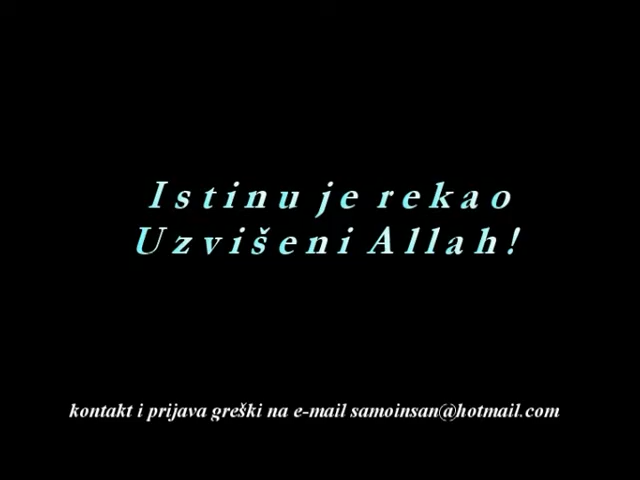 Istinu je rekao
Uzvišeni Allah!
kontakt i prijava greški na e-mail samoinsan@hotmail.com